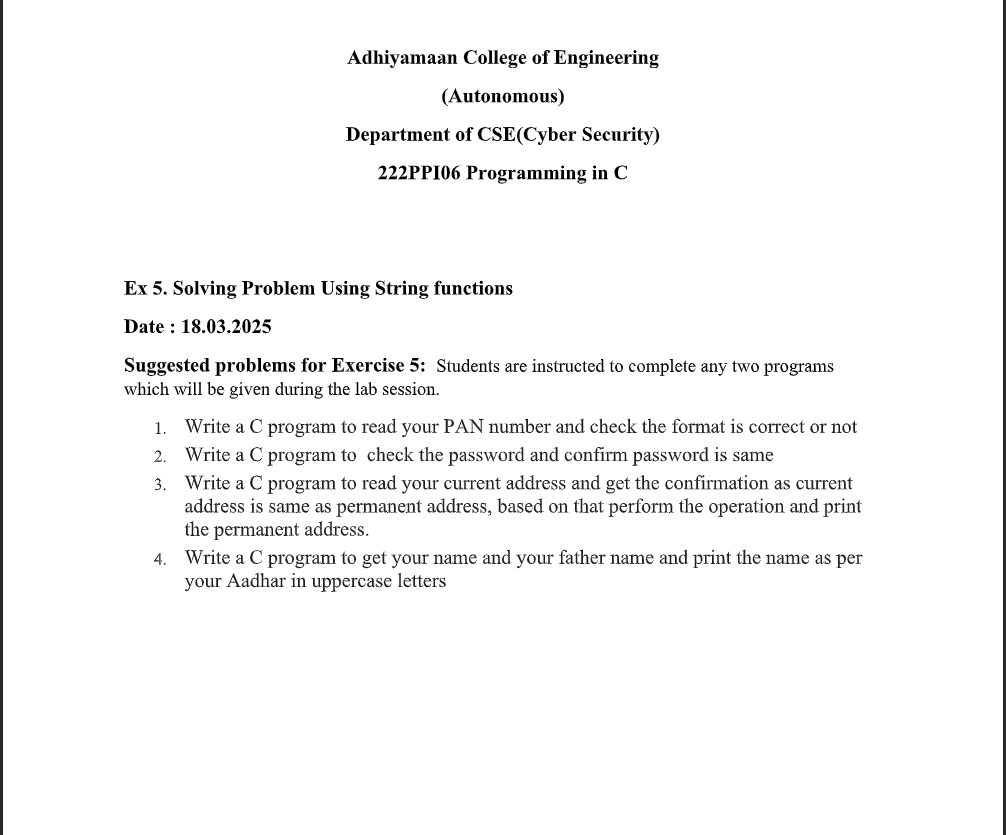 Adhiyamaan College of Engineering
(Autonomous)
Department of CSE(Cyber Security)
222PPI06 Programming in C
Ex 5. Solving Problem Using String functions
Date : 18.03.2025
Suggested problems for Exercise 5:  Students are instructed to complete any two programs
which will be given during the lab session.
1. Write a C program to read your PAN number and check the format is correct or not
2. Write a C program to  check the password and confirm password is same
3. Write a C program to read your current address and get the confirmation as current
address is same as permanent address, based on that perform the operation and print
the permanent address.
4. Write a C program to get your name and your father name and print the name as per
your Aadhar in uppercase letters